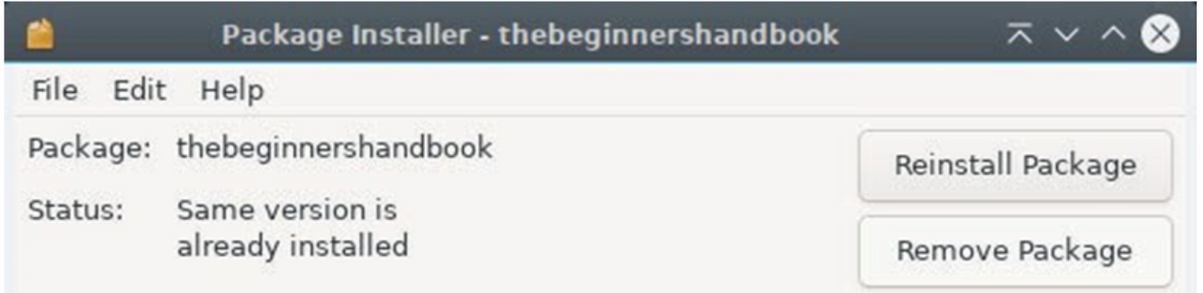 Package Installer - thebeginnershandbook
File Edit Help
Package: thebeginnershandbook
Reinstall Package
Status: Same version is
already installed
Remove Package